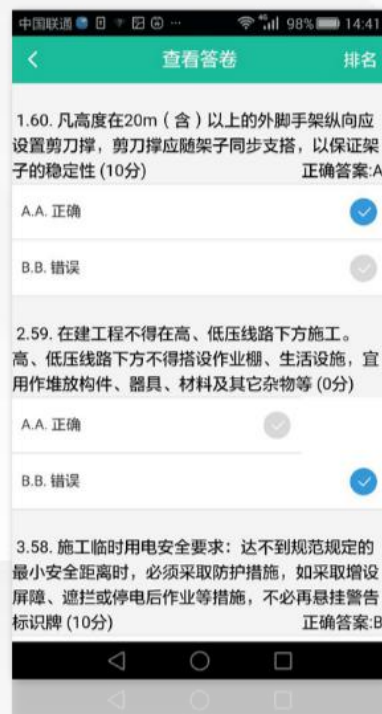 中国联通 ... 4G 98% 14:41
查看答卷 排名
1.60. 凡高度在20m（含）以上的外脚手架纵向应
设置剪刀撑，剪刀撑应随架子同步支搭，以保证架
子的稳定性 (10分) 正确答案:A
A.A. 正确
B.B. 错误
2.59. 在建工程不得在高、低压线路下方施工。
高、低压线路下方不得搭设作业棚、生活设施，宜
用作堆放构件、器具、材料及其它杂物等 (0分)
A.A. 正确
B.B. 错误
3.58. 施工临时用电安全要求：达不到规范规定的
最小安全距离时，必须采取防护措施，如采取增设
屏障、遮拦或停电后作业等措施，不必再悬挂警告
标识牌 (10分) 正确答案:B